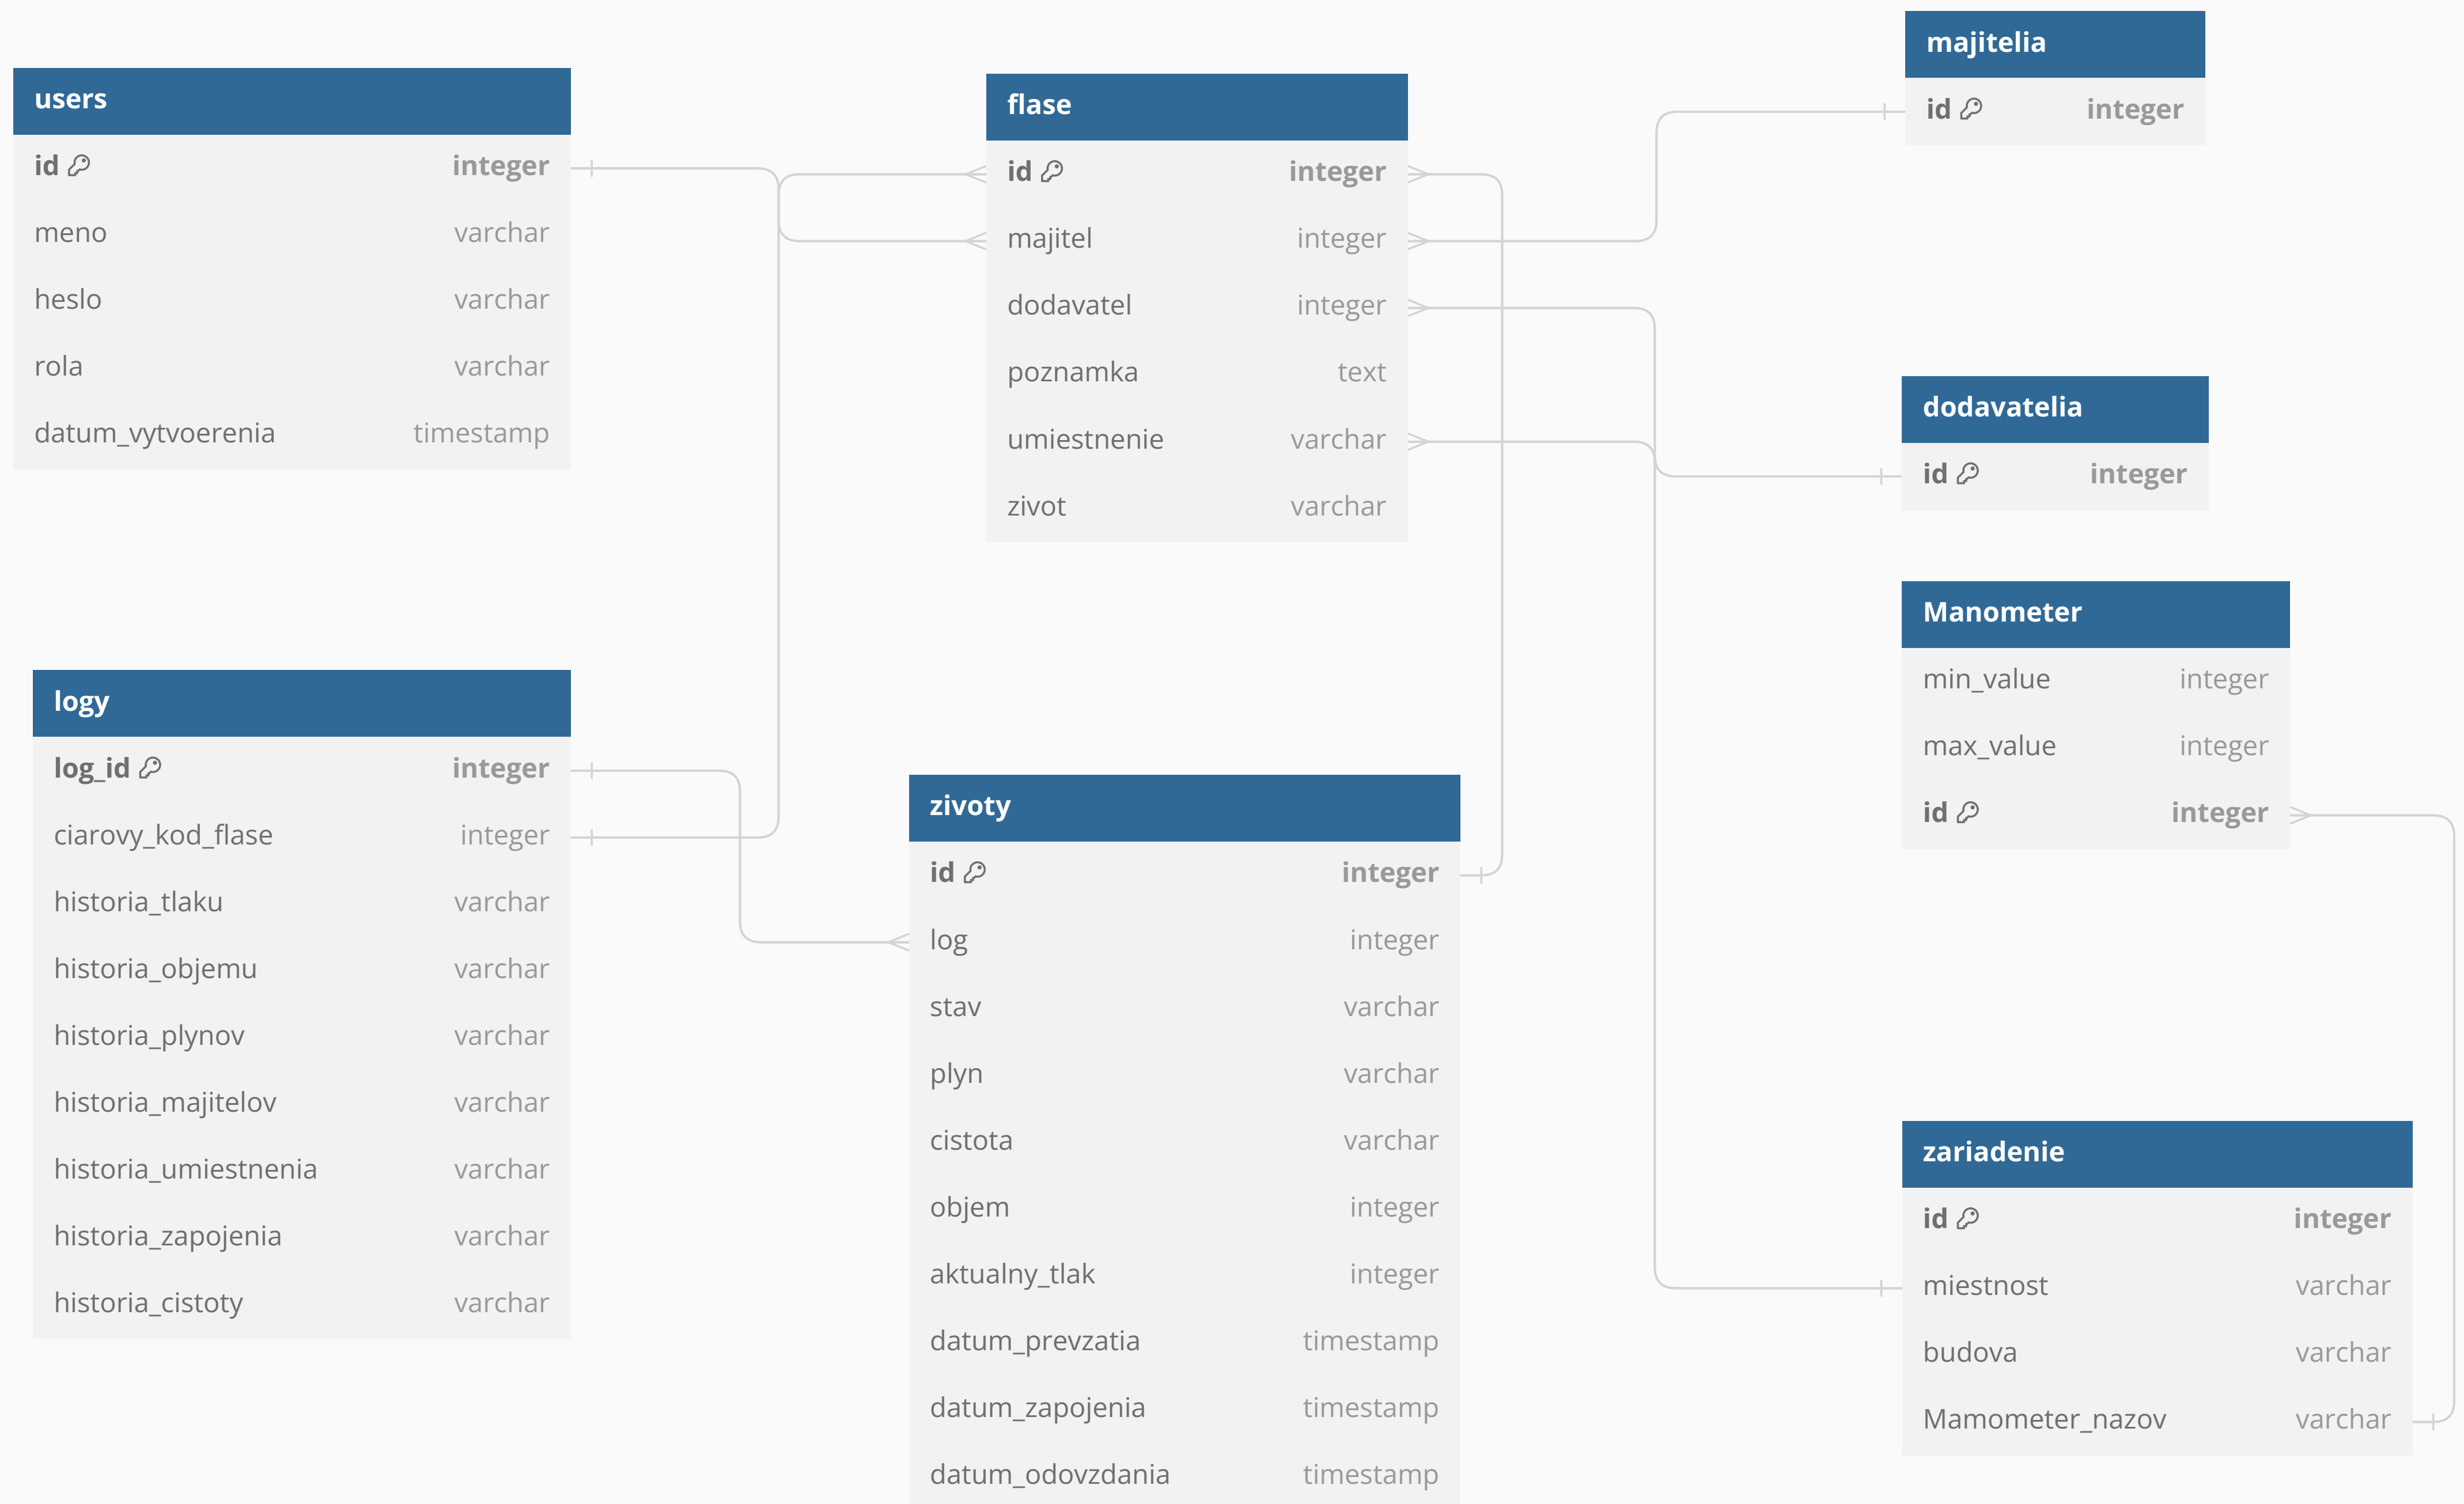 users
id integer
meno varchar
heslo varchar
rola varchar
datum_vytvoerenia timestamp
flase
id integer
majitel integer
dodavatel integer
poznamka text
umiestnenie varchar
zivot varchar
majitelia
id integer
dodavatelia
id integer
Manometer
min_value integer
max_value integer
id integer
logy
log_id integer
ciarovy_kod_flase integer
historia_tlaku varchar
historia_objemu varchar
historia_plynov varchar
historia_majitelov varchar
historia_umiestnenia varchar
historia_zapojenia varchar
historia_cistoty varchar
zivoty
id integer
log integer
stav varchar
plyn varchar
cistota varchar
objem integer
aktualny_tlak integer
datum_prevzatia timestamp
datum_zapojenia timestamp
datum_odovzdania timestamp
zariadenie
id integer
miestnost varchar
budova varchar
Mamometer_nazov varchar